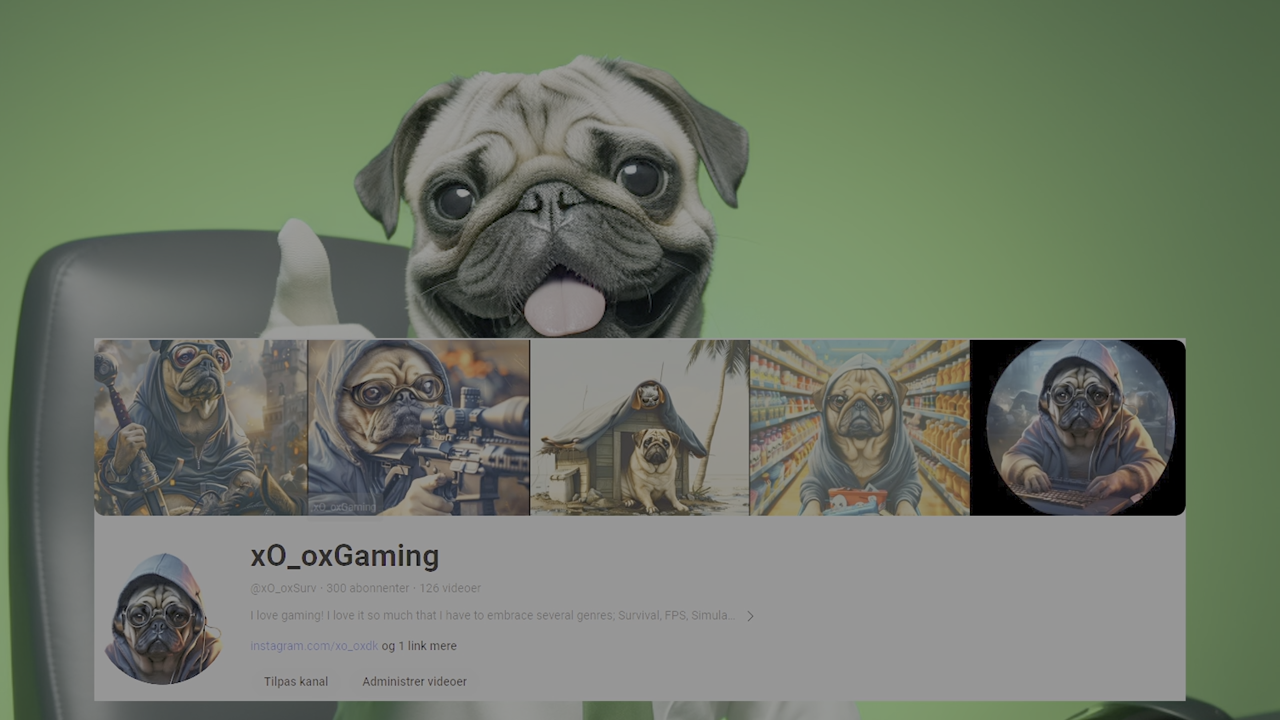 xO_oxGaming
xO_oxGaming
@xO_oxSurv · 300 abonnenter · 126 videoer
I love gaming! I love it so much that I have to embrace several genres; Survival, FPS, Simula...
instagram.com/xo_oxdk og 1 link mere
Tilpas kanal Administrer videoer